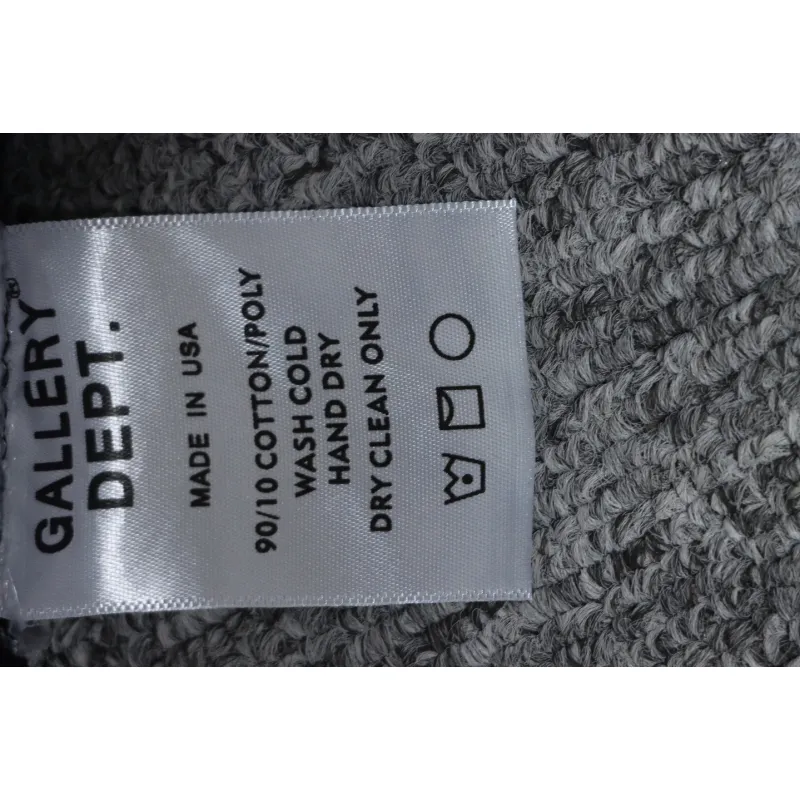 GALLERY®
DEPT.
MADE IN USA
90/10 COTTON/POLY
WASH COLD
HAND DRY
DRY CLEAN ONLY